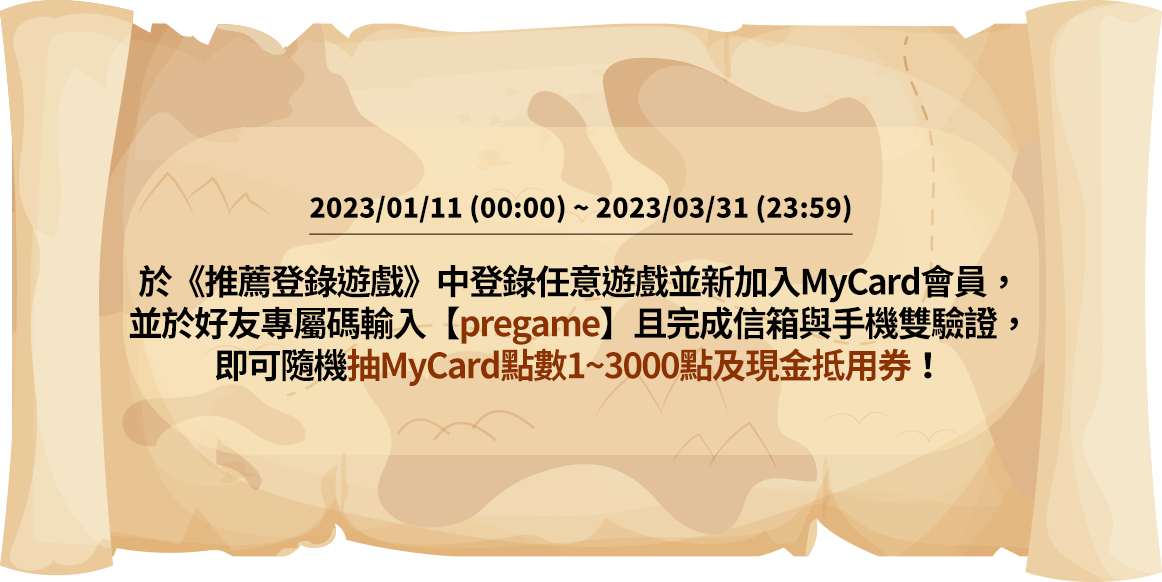 2023/01/11 (00:00) ~ 2023/03/31 (23:59)
於《推薦登錄遊戲》中登錄任意遊戲並新加入MyCard會員，
並於好友專屬碼輸入【pregame】且完成信箱與手機雙驗證，
即可隨機抽MyCard點數1~3000點及現金抵用券！